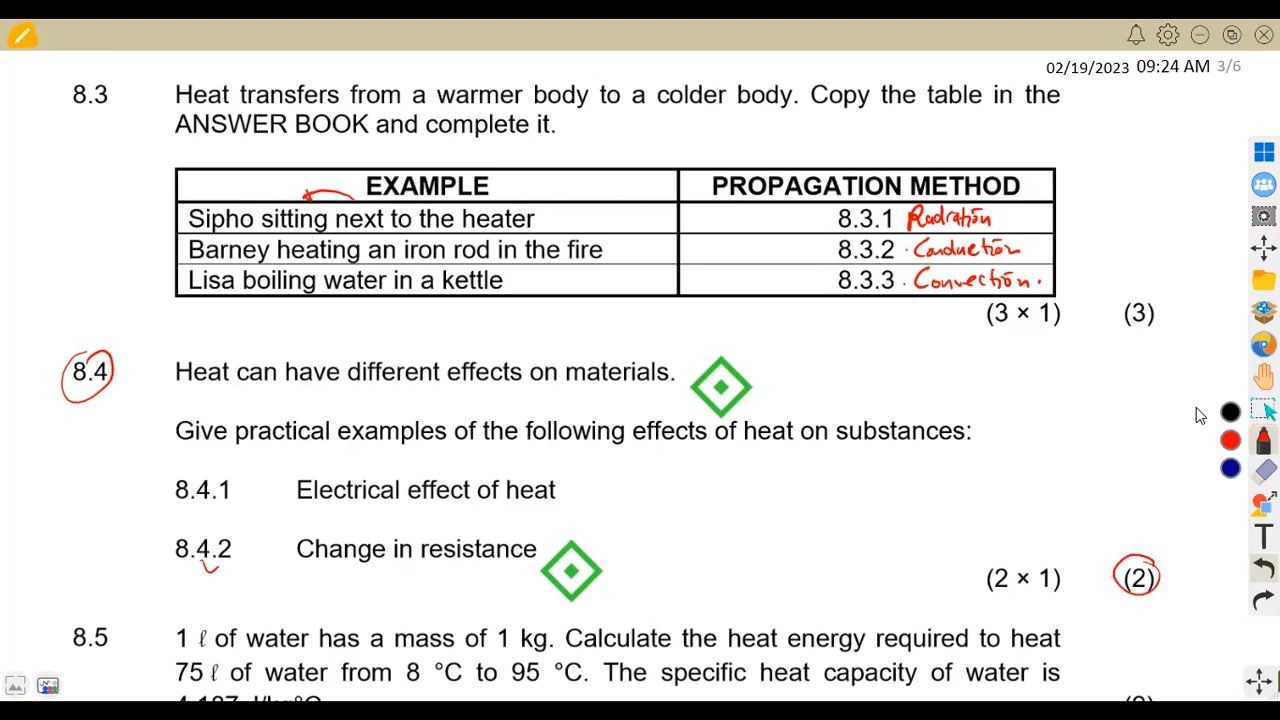 02/19/2023 09:24 AM 3/6
8.3 Heat transfers from a warmer body to a colder body. Copy the table in the
ANSWER BOOK and complete it.
EXAMPLE PROPAGATION METHOD
Sipho sitting next to the heater 8.3.1 Radiation
Barney heating an iron rod in the fire 8.3.2 Conduction
Lisa boiling water in a kettle 8.3.3 Convection.
(3 × 1) (3)
8.4 Heat can have different effects on materials.
Give practical examples of the following effects of heat on substances:
8.4.1 Electrical effect of heat
8.4.2 Change in resistance
(2 × 1) (2)
8.5 1 ℓ of water has a mass of 1 kg. Calculate the heat energy required to heat
75 ℓ of water from 8 °C to 95 °C. The specific heat capacity of water is